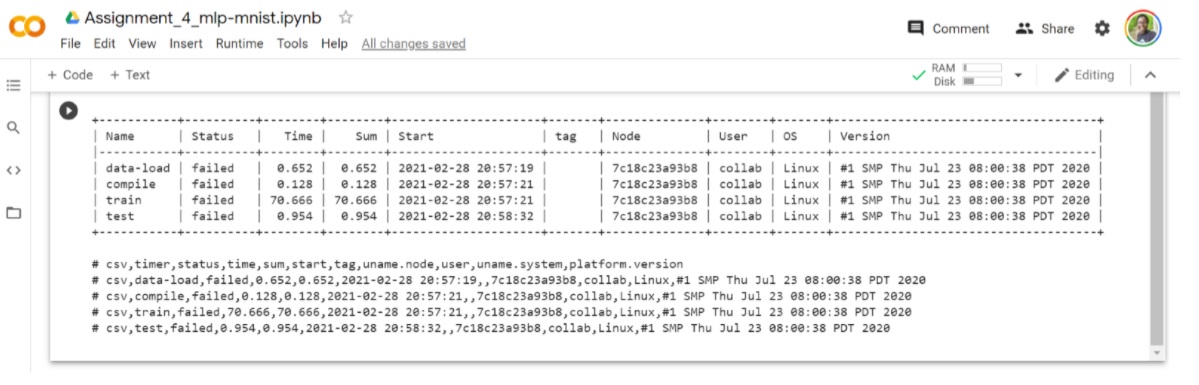 Assignment_4_mlp-mnist.ipynb
Comment
Share
File Edit View Insert Runtime Tools Help All changes saved
+ Code + Text
RAM
Disk
Editing
+-----------+----------+--------+--------+---------------------+-------+--------------+--------+-------+-------------------------------------+
| Name | Status | Time | Sum | Start | tag | Node | User | OS | Version |
|-----------+----------+--------+--------+---------------------+-------+--------------+--------+-------+-------------------------------------|
| data-load | failed | 0.652 | 0.652 | 2021-02-28 20:57:19 | | 7c18c23a93b8 | collab | Linux | #1 SMP Thu Jul 23 08:00:38 PDT 2020 |
| compile | failed | 0.128 | 0.128 | 2021-02-28 20:57:21 | | 7c18c23a93b8 | collab | Linux | #1 SMP Thu Jul 23 08:00:38 PDT 2020 |
| train | failed | 70.666 | 70.666 | 2021-02-28 20:57:21 | | 7c18c23a93b8 | collab | Linux | #1 SMP Thu Jul 23 08:00:38 PDT 2020 |
| test | failed | 0.954 | 0.954 | 2021-02-28 20:58:32 | | 7c18c23a93b8 | collab | Linux | #1 SMP Thu Jul 23 08:00:38 PDT 2020 |
+-----------+----------+--------+--------+---------------------+-------+--------------+--------+-------+-------------------------------------+
# csv,timer,status,time,sum,start,tag,uname.node,user,uname.system,platform.version
# csv,data-load,failed,0.652,0.652,2021-02-28 20:57:19,,7c18c23a93b8,collab,Linux,#1 SMP Thu Jul 23 08:00:38 PDT 2020
# csv,compile,failed,0.128,0.128,2021-02-28 20:57:21,,7c18c23a93b8,collab,Linux,#1 SMP Thu Jul 23 08:00:38 PDT 2020
# csv,train,failed,70.666,70.666,2021-02-28 20:57:21,,7c18c23a93b8,collab,Linux,#1 SMP Thu Jul 23 08:00:38 PDT 2020
# csv,test,failed,0.954,0.954,2021-02-28 20:58:32,,7c18c23a93b8,collab,Linux,#1 SMP Thu Jul 23 08:00:38 PDT 2020